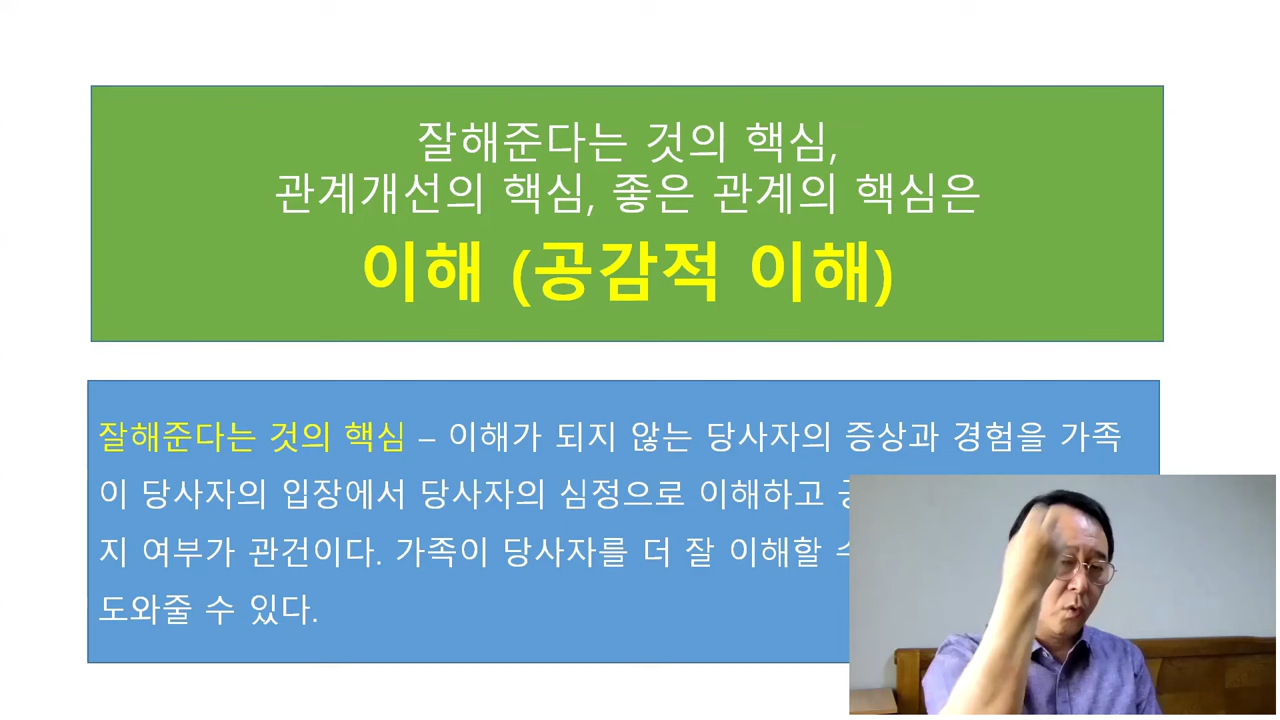 잘해준다는 것의 핵심,
관계개선의 핵심, 좋은 관계의 핵심은
이해 (공감적 이해)
잘해준다는 것의 핵심 – 이해가 되지 않는 당사자의 증상과 경험을 가족
이 당사자의 입장에서 당사자의 심정으로 이해하고
지 여부가 관건이다. 가족이 당사자를 더 잘 이해할
도와줄 수 있다.